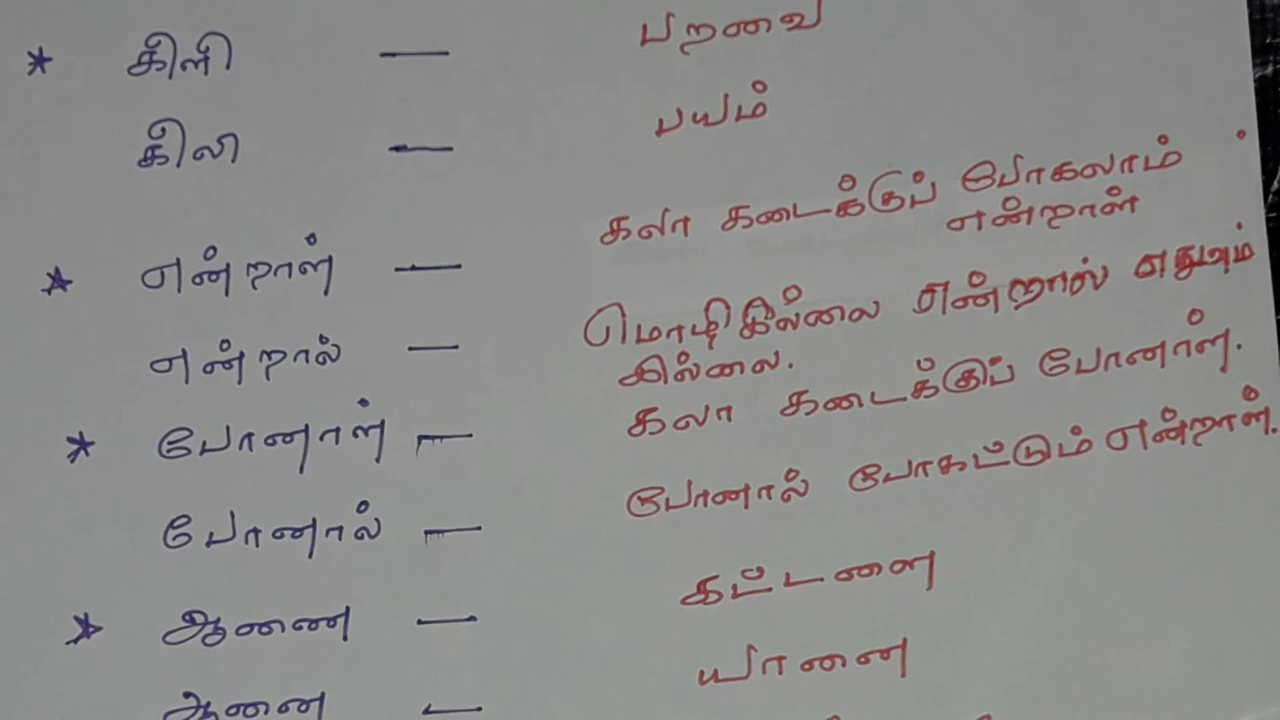 * கிளி — பறவை
கிலி — பயம்
* என்றாள் — கலா கடைக்குப் போகலாம்
என்றாள்
என்றால் — மொழிஇல்லை என்றால் எதுவும்
இல்லை.
* போனாள் — கலா கடைக்குப் போனாள்.
போனால் — போனால் போகட்டும் என்றாள்.
* ஆணை — கட்டளை
ஆனை — யானை